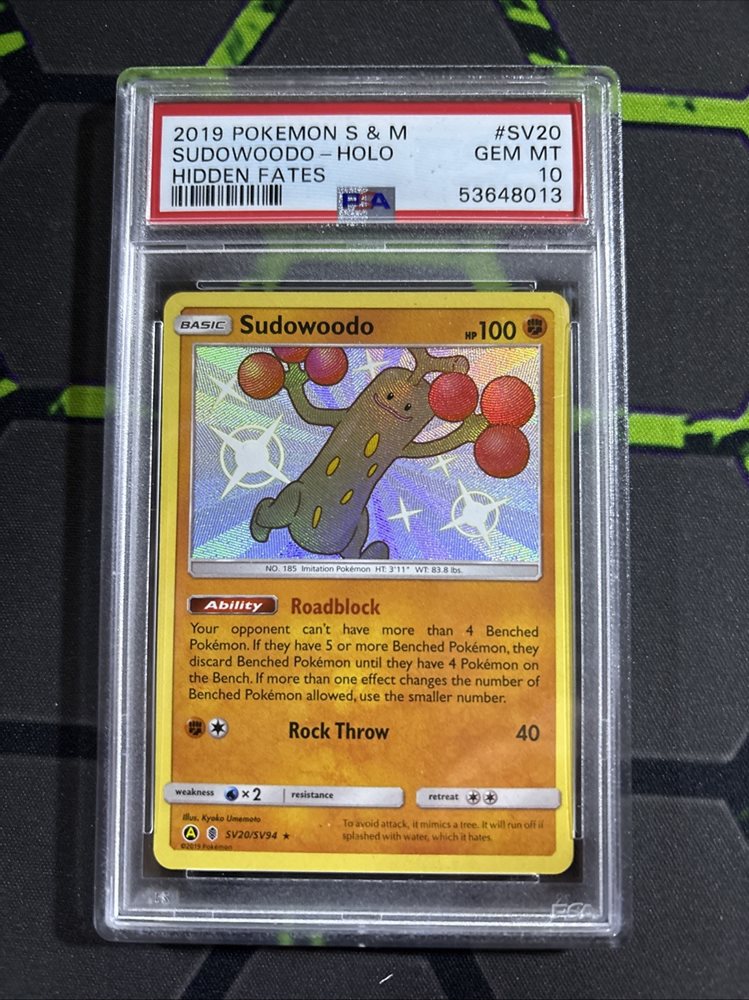 2019 POKEMON S & M #SV20
SUDOWOODO – HOLO GEM MT
HIDDEN FATES 10
PSA 53648013
BASIC Sudowoodo HP 100
NO. 185 Imitation Pokémon HT: 3'11" WT: 83.8 lbs.
Ability Roadblock
Your opponent can't have more than 4 Benched
Pokémon. If they have 5 or more Benched Pokémon, they
discard Benched Pokémon until they have 4 Pokémon on
the Bench. If more than one effect changes the number of
Benched Pokémon allowed, use the smaller number.
Rock Throw 40
weakness × 2 resistance retreat
Illus. Kyoko Umemoto
To avoid attack, it mimics a tree. It will run off if
A SV20/SV94 ★
splashed with water, which it hates.
©2019 Pokémon